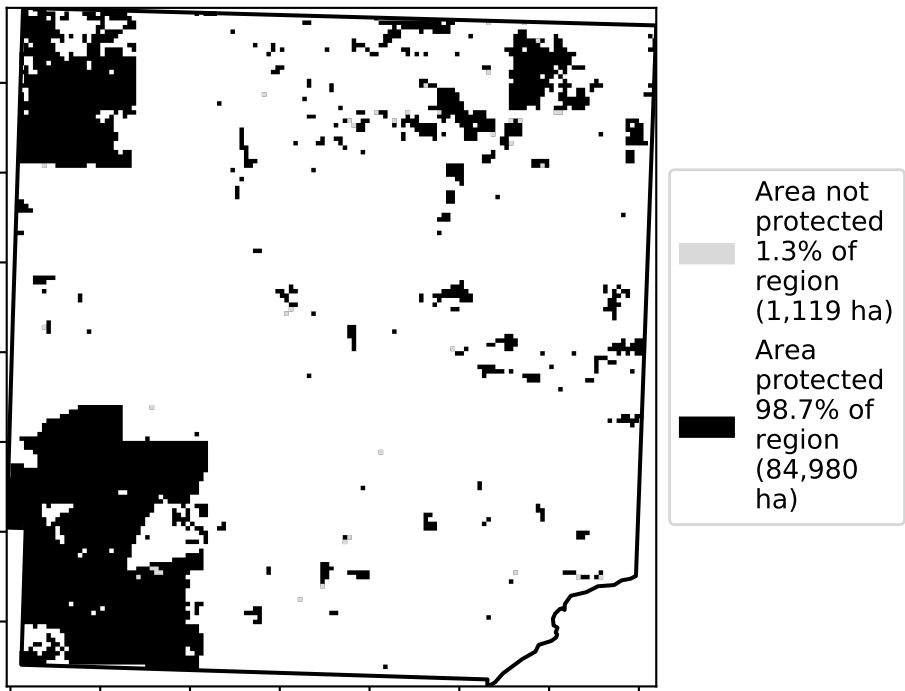 Area not
protected
1.3% of
region
(1,119 ha)
Area
protected
98.7% of
region
(84,980
ha)